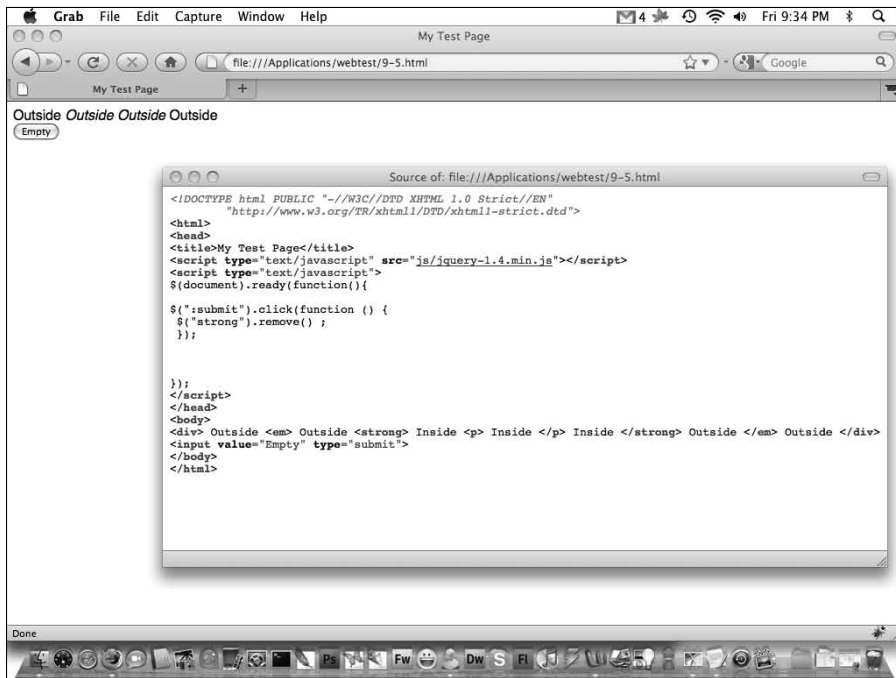 Grab File Edit Capture Window Help 4 Fri 9:34 PM
My Test Page
file:///Applications/webtest/9-5.html Google
My Test Page +
Outside Outside Outside Outside
Empty
Source of: file:///Applications/webtest/9-5.html
<!DOCTYPE html PUBLIC "-//W3C//DTD XHTML 1.0 Strict//EN"
"http://www.w3.org/TR/xhtml1/DTD/xhtml1-strict.dtd">
<html>
<head>
<title>My Test Page</title>
<script type="text/javascript" src="js/jquery-1.4.min.js"></script>
<script type="text/javascript">
$(document).ready(function(){
$(":submit").click(function () {
$("strong").remove() ;
});
});
</script>
</head>
<body>
<div> Outside <em> Outside <strong> Inside <p> Inside </p> Inside </strong> Outside </em> Outside </div>
<input value="Empty" type="submit">
</body>
</html>
Done
Ps Fw Dw S Fl